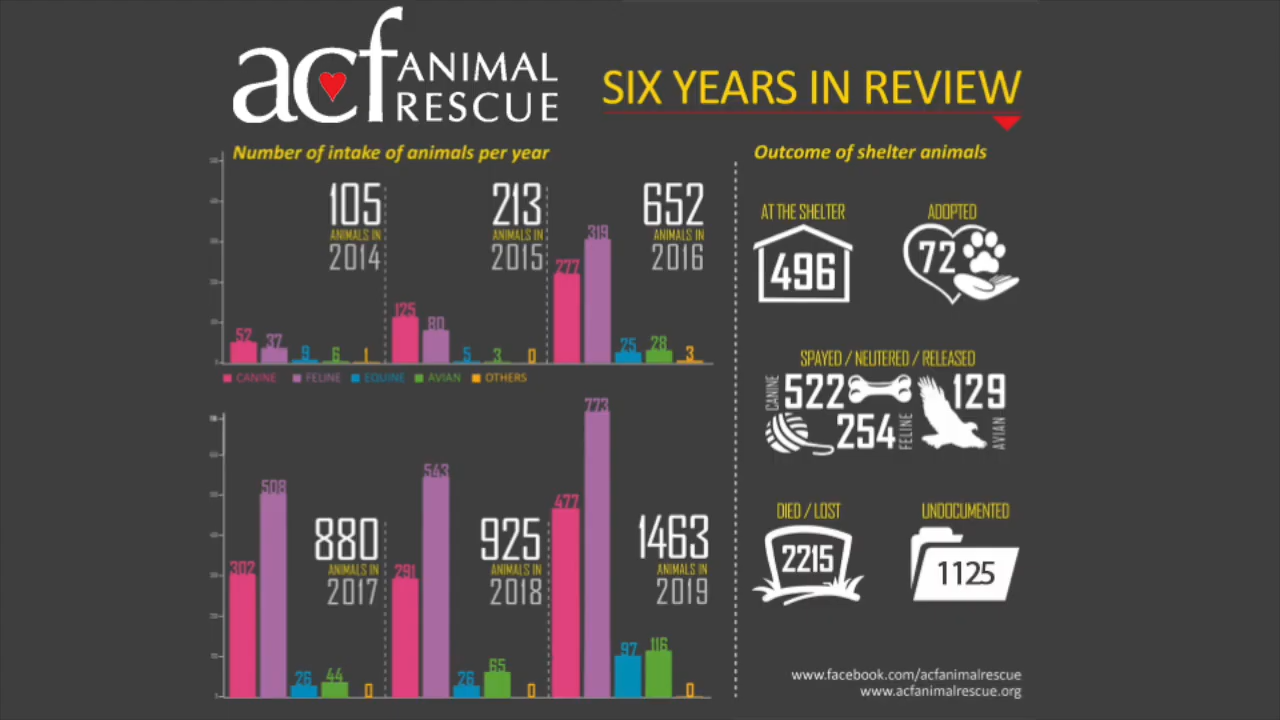 acf ANIMAL
RESCUE
SIX YEARS IN REVIEW
Number of intake of animals per year
105
ANIMALS IN
2014
52
37
9
6
1
213
ANIMALS IN
2015
125
80
5
3
0
652
ANIMALS IN
2016
277
319
25
28
3
CANINE FELINE EQUINE AVIAN OTHERS
880
ANIMALS IN
2017
302
508
26
44
0
925
ANIMALS IN
2018
291
543
26
65
0
1463
ANIMALS IN
2019
477
773
97
116
0
Outcome of shelter animals
AT THE SHELTER
496
ADOPTED
72
SPAYED / NEUTERED / RELEASED
CANINE
522
254
FELINE
129
AVIAN
DIED / LOST
2215
UNDOCUMENTED
1125
www.facebook.com/acfanimalrescue
www.acfanimalrescue.org